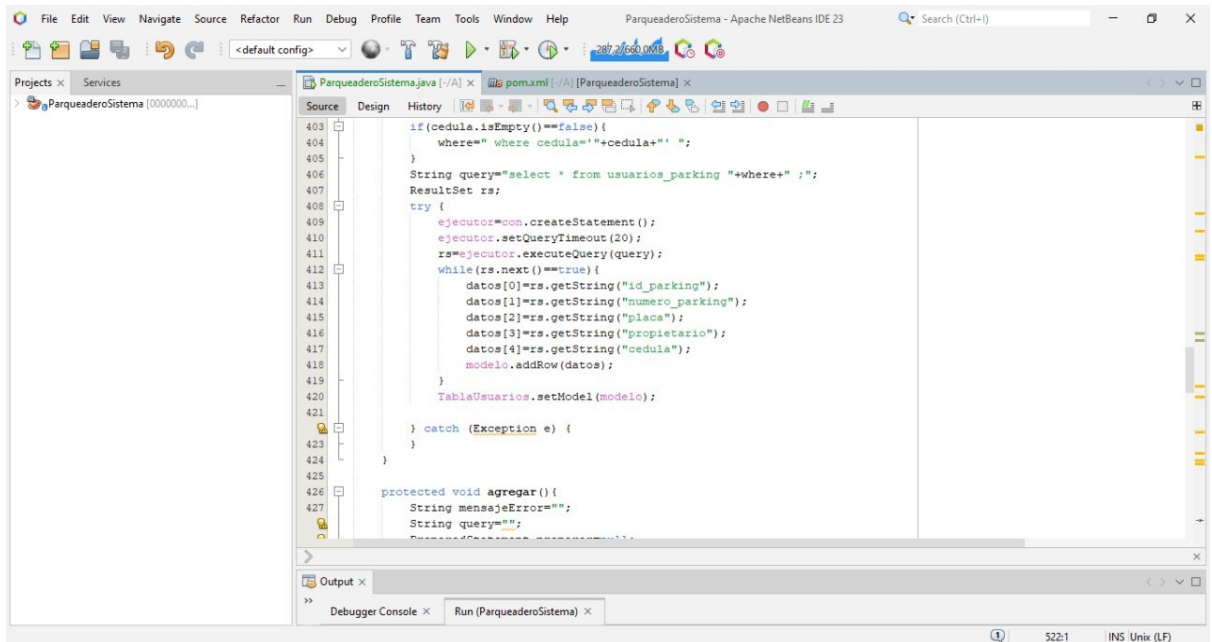 File Edit View Navigate Source Refactor Run Debug Profile Team Tools Window Help ParqueaderoSistema - Apache NetBeans IDE 23 Search (Ctrl+I)
<default config> 287.2/660.0MB
Projects Services
ParqueaderoSistema [0000000...]
ParqueaderoSistema.java [-/A] pom.xml [-/A] [ParqueaderoSistema]
Source Design History
403 if(cedula.isEmpty()==false){
404 where=" where cedula='"+cedula+"' ";
405 }
406 String query="select * from usuarios_parking "+where+" ;";
407 ResultSet rs;
408 try {
409 ejecutor=con.createStatement();
410 ejecutor.setQueryTimeout(20);
411 rs=ejecutor.executeQuery(query);
412 while(rs.next()==true){
413 datos[0]=rs.getString("id_parking");
414 datos[1]=rs.getString("numero_parking");
415 datos[2]=rs.getString("placa");
416 datos[3]=rs.getString("propietario");
417 datos[4]=rs.getString("cedula");
418 modelo.addRow(datos);
419 }
420 TablaUsuarios.setModel(modelo);
421
} catch (Exception e) {
423 }
424 }
425
426 protected void agregar(){
427 String mensajeError="";
String query="";
Output
Debugger Console Run (ParqueaderoSistema)
522:1 INS Unix (LF)